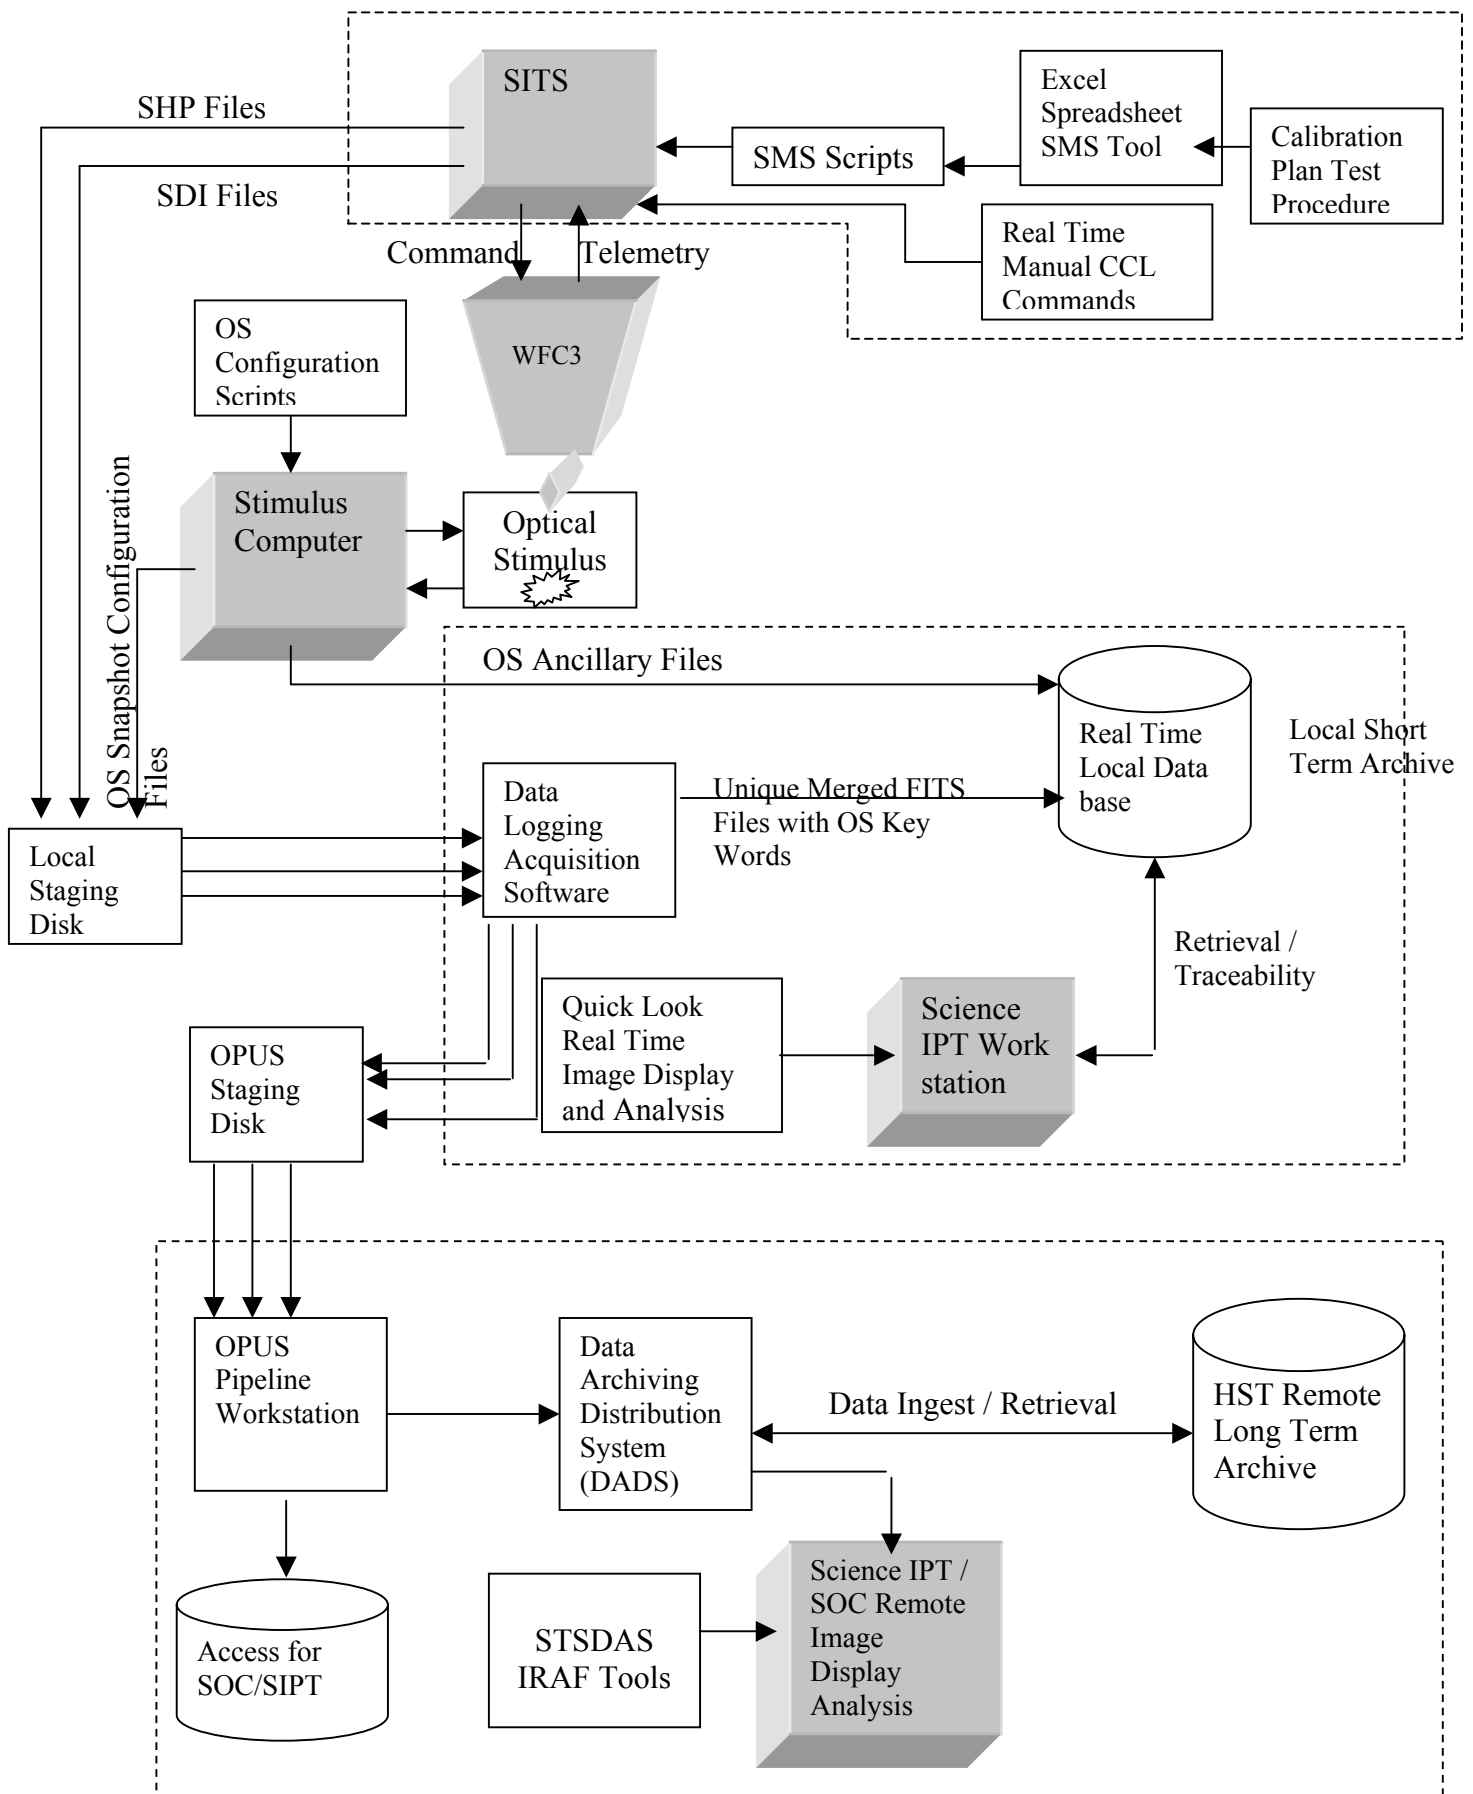 SITS
Excel
Spreadsheet
SMS Tool
Calibration
Plan Test
Procedure
SMS Scripts
SHP Files
SDI Files
Real Time
Manual CCL
Commands
Command
Telemetry
WFC3
OS
Configuration
Scripts
Stimulus
Computer
Optical
Stimulus
OS Snapshot Configuration
Files
OS Ancillary Files
Real Time
Local Data
base
Local Short
Term Archive
Data
Logging
Acquisition
Software
Unique Merged FITS
Files with OS Key
Words
Local
Staging
Disk
Retrieval /
Traceability
Quick Look
Real Time
Image Display
and Analysis
Science
IPT Work
station
OPUS
Staging
Disk
OPUS
Pipeline
Workstation
Data
Archiving
Distribution
System
(DADS)
Data Ingest / Retrieval
HST Remote
Long Term
Archive
Access for
SOC/SIPT
STSDAS
IRAF Tools
Science IPT /
SOC Remote
Image
Display
Analysis